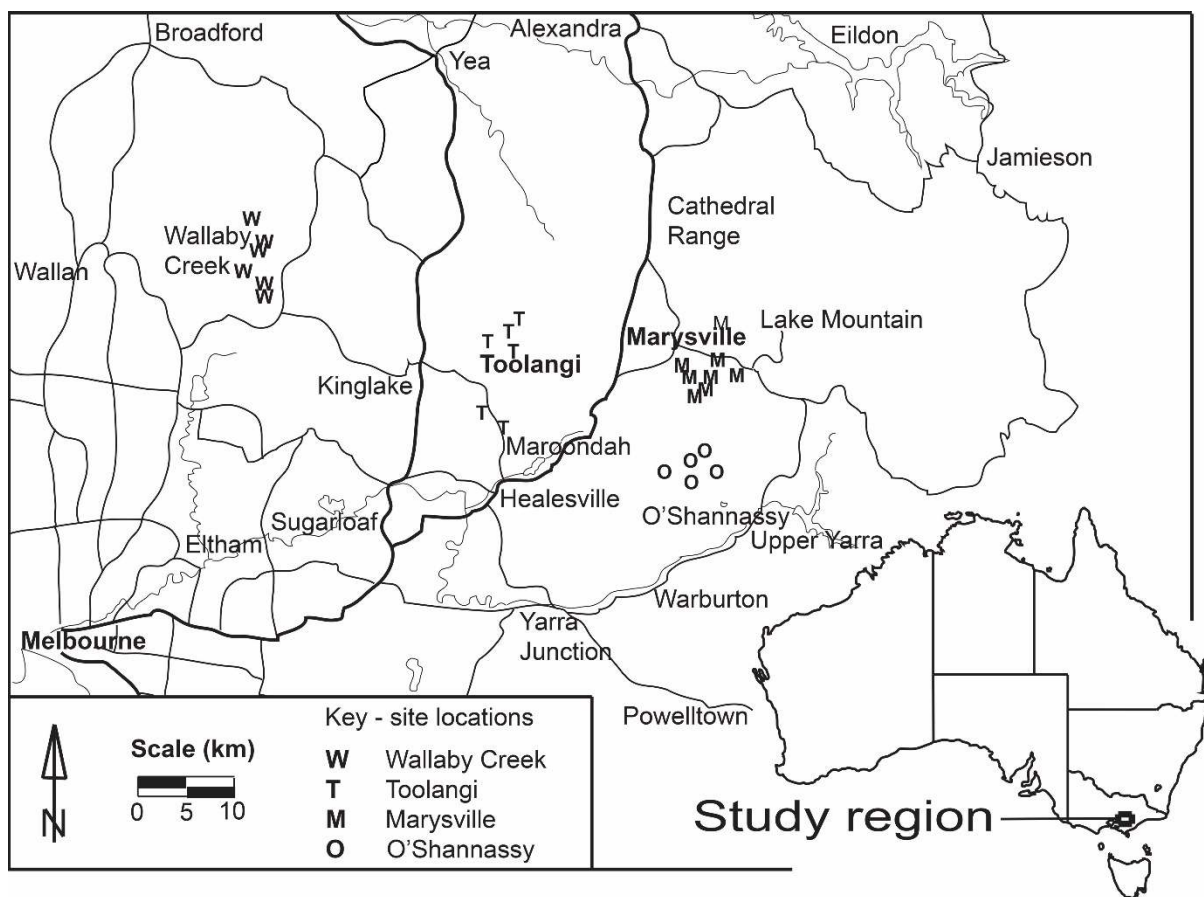 Broadford
Alexandra
Eildon
Yea
Jamieson
Cathedral
Range
W
Wallaby W
W
Creek W
Wallan
W
W
T
T
T
T
Toolangi
M
Marysville
Lake Mountain
M
M
M
M
M
M
M
Kinglake
T
T
Maroondah
O
O
O
O
O
Healesville
O'Shannassy
Sugarloaf
Eltham
Upper Yarra
Warburton
Melbourne
Yarra
Junction
Powelltown
Key - site locations
Scale (km)
0 5 10
N
W Wallaby Creek
T Toolangi
M Marysville
O O'Shannassy
Study region